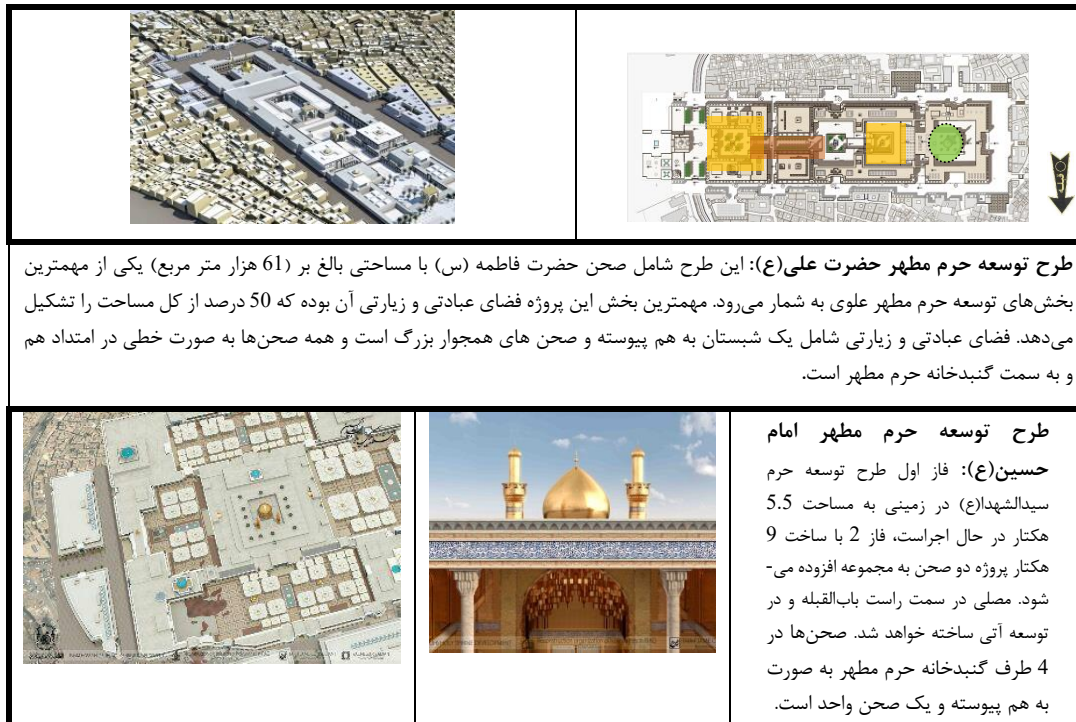 قبله
طرح توسعه حرم مطهر حضرت علی(ع): این طرح شامل صحن حضرت فاطمه (س) با مساحتی بالغ بر (61 هزار متر مربع) یکی از مهمترین
بخش‌های توسعه حرم مطهر علوی به شمار می‌رود. مهمترین بخش این پروژه فضای عبادتی و زیارتی آن بوده که 50 درصد از کل مساحت را تشکیل
می‌دهد. فضای عبادتی و زیارتی شامل یک شبستان به هم پیوسته و صحن های همجوار بزرگ است و همه صحن‌ها به صورت خطی در امتداد هم
و به سمت گنبدخانه حرم مطهر است.
طرح توسعه حرم مطهر امام
حسین(ع): فاز اول طرح توسعه حرم
سیدالشهدا(ع) در زمینی به مساحت 5.5
هکتار در حال اجراست، فاز 2 با ساخت 9
هکتار پروژه دو صحن به مجموعه افزوده می-
شود. مصلی در سمت راست باب‌القبله و در
توسعه آتی ساخته خواهد شد. صحن‌ها در
4 طرف گنبدخانه حرم مطهر به صورت
به هم پیوسته و یک صحن واحد است.